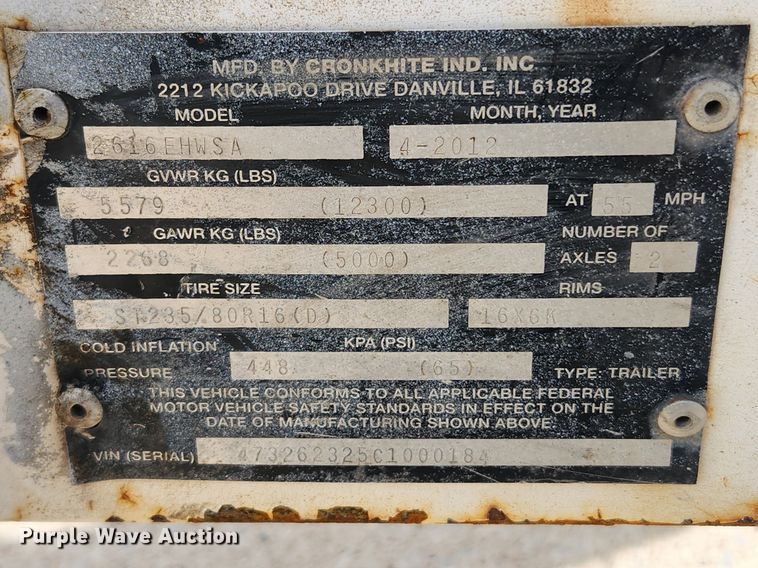 MFD. BY CRONKHITE IND. INC
2212 KICKAPOO DRIVE DANVILLE, IL 61832
MODEL MONTH, YEAR
2616EHWSA 4-2012
GVWR KG (LBS)
5579 (12300) AT 55 MPH
GAWR KG (LBS) NUMBER OF
2268 (5000) AXLES 2
TIRE SIZE RIMS
ST235/80R16(D) 16X6K
COLD INFLATION KPA (PSI)
PRESSURE 448 (65) TYPE: TRAILER
THIS VEHICLE CONFORMS TO ALL APPLICABLE FEDERAL
MOTOR VEHICLE SAFETY STANDARDS IN EFFECT ON THE
DATE OF MANUFACTURING SHOWN ABOVE.
VIN (SERIAL) 473262325C1000184
Purple Wave Auction